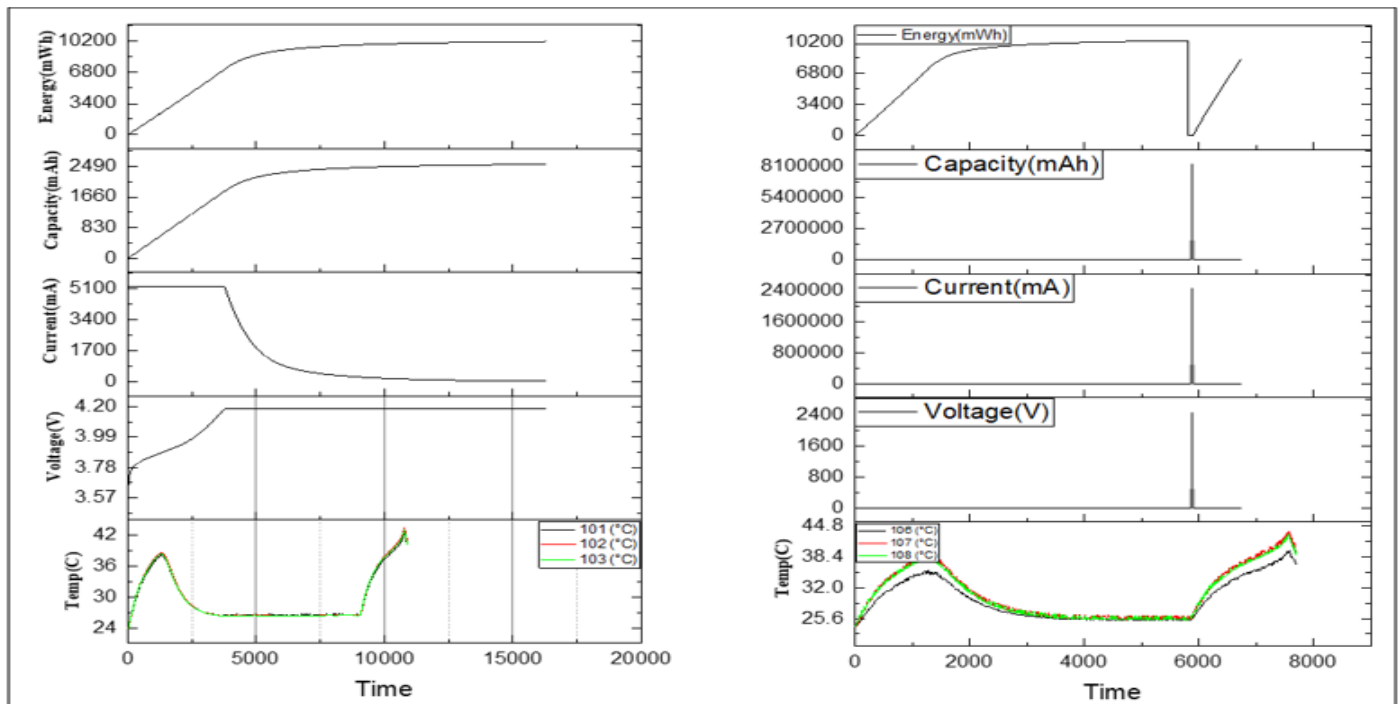 Energy(mWh)
10200
6800
3400
0
Capacity(mAh)
2490
1660
830
0
Current(mA)
5100
3400
1700
0
Voltage(V)
4.20
3.99
3.78
3.57
Temp(C)
42
36
30
24
101 (°C)
102 (°C)
103 (°C)
0 5000 10000 15000 20000
Time
Energy(mWh)
10200
6800
3400
0
Capacity(mAh)
8100000
5400000
2700000
0
Current(mA)
2400000
1600000
800000
0
Voltage(V)
2400
1600
800
0
Temp(C)
44.8
38.4
32.0
25.6
106 (°C)
107 (°C)
108 (°C)
0 2000 4000 6000 8000
Time